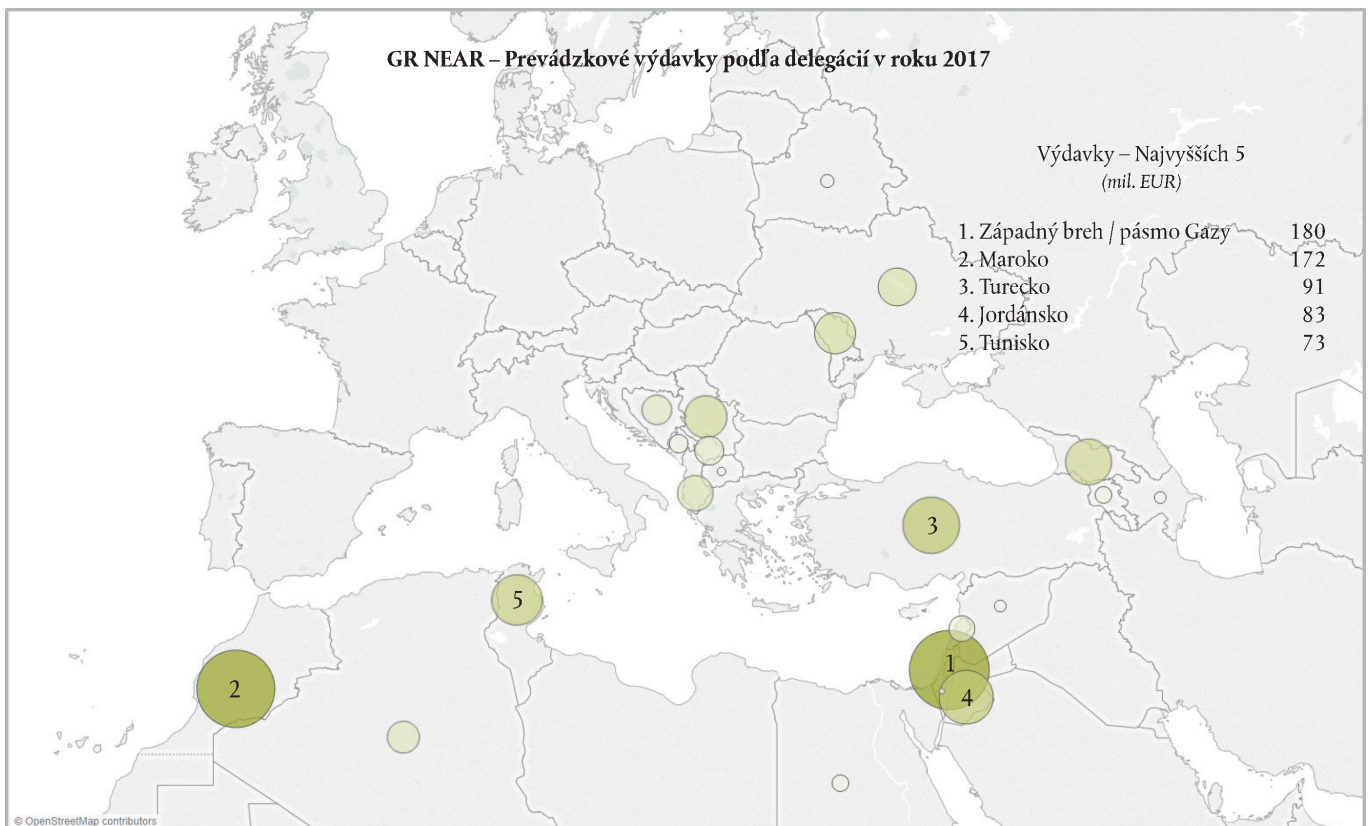 GR NEAR – Prevádzkové výdavky podľa delegácií v roku 2017
Výdavky – Najvyšších 5
(mil. EUR)
1. Západný breh / pásmo Gazy 180
2. Maroko 172
3. Turecko 91
4. Jordánsko 83
5. Tunisko 73
3
5
1
2
4
© OpenStreetMap contributors